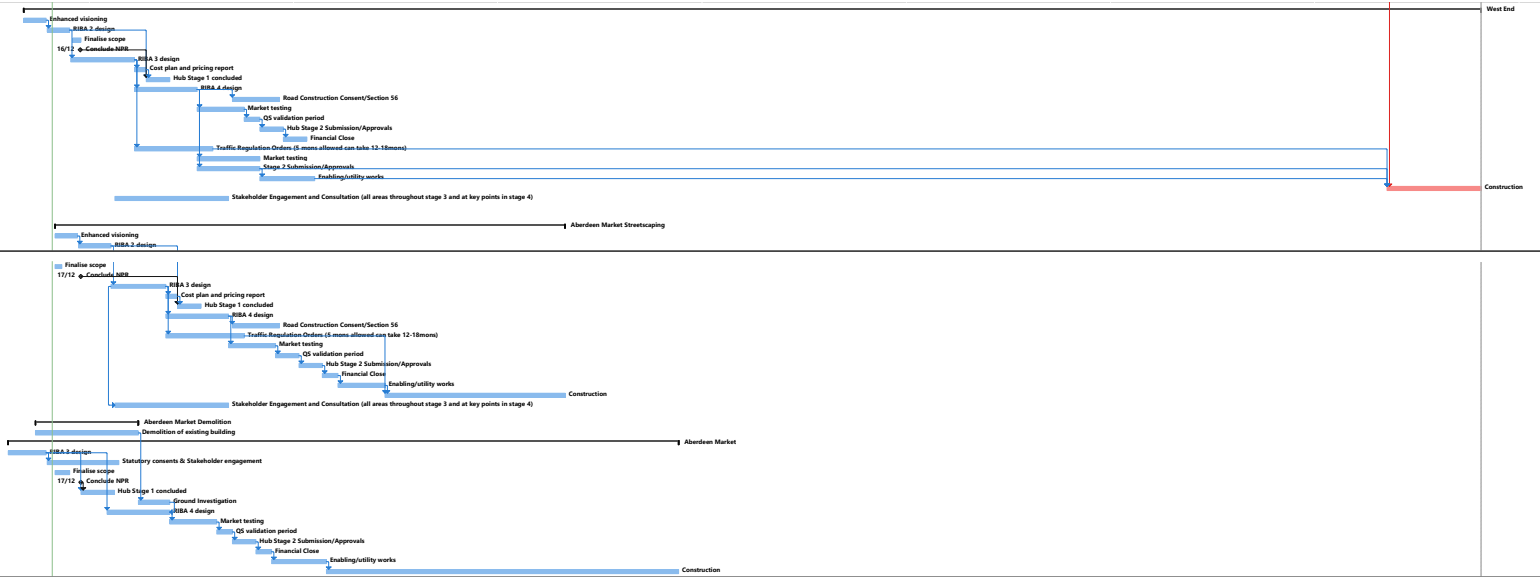 West End
Enhanced visioning
RIBA 2 design
Finalise scope
16/12 Conclude NPR
RIBA 3 design
Cost plan and pricing report
Hub Stage 1 concluded
RIBA 4 design
Road Construction Consent/Section 56
Market testing
QS validation period
Hub Stage 2 Submission/Approvals
Financial Close
Traffic Regulation Orders (5 mons allowed can take 12-18mons)
Market testing
Stage 2 Submission/Approvals
Enabling/utility works
Construction
Stakeholder Engagement and Consultation (all areas throughout stage 3 and at key points in stage 4)
Aberdeen Market Streetscaping
Enhanced visioning
RIBA 2 design
Finalise scope
17/12 Conclude NPR
RIBA 3 design
Cost plan and pricing report
Hub Stage 1 concluded
RIBA 4 design
Road Construction Consent/Section 56
Traffic Regulation Orders (5 mons allowed can take 12-18mons)
Market testing
QS validation period
Hub Stage 2 Submission/Approvals
Financial Close
Enabling/utility works
Construction
Stakeholder Engagement and Consultation (all areas throughout stage 3 and at key points in stage 4)
Aberdeen Market Demolition
Demolition of existing building
Aberdeen Market
RIBA 3 design
Statutory consents & Stakeholder engagement
Finalise scope
17/12 Conclude NPR
Hub Stage 1 concluded
Ground Investigation
RIBA 4 design
Market testing
QS validation period
Hub Stage 2 Submission/Approvals
Financial Close
Enabling/utility works
Construction